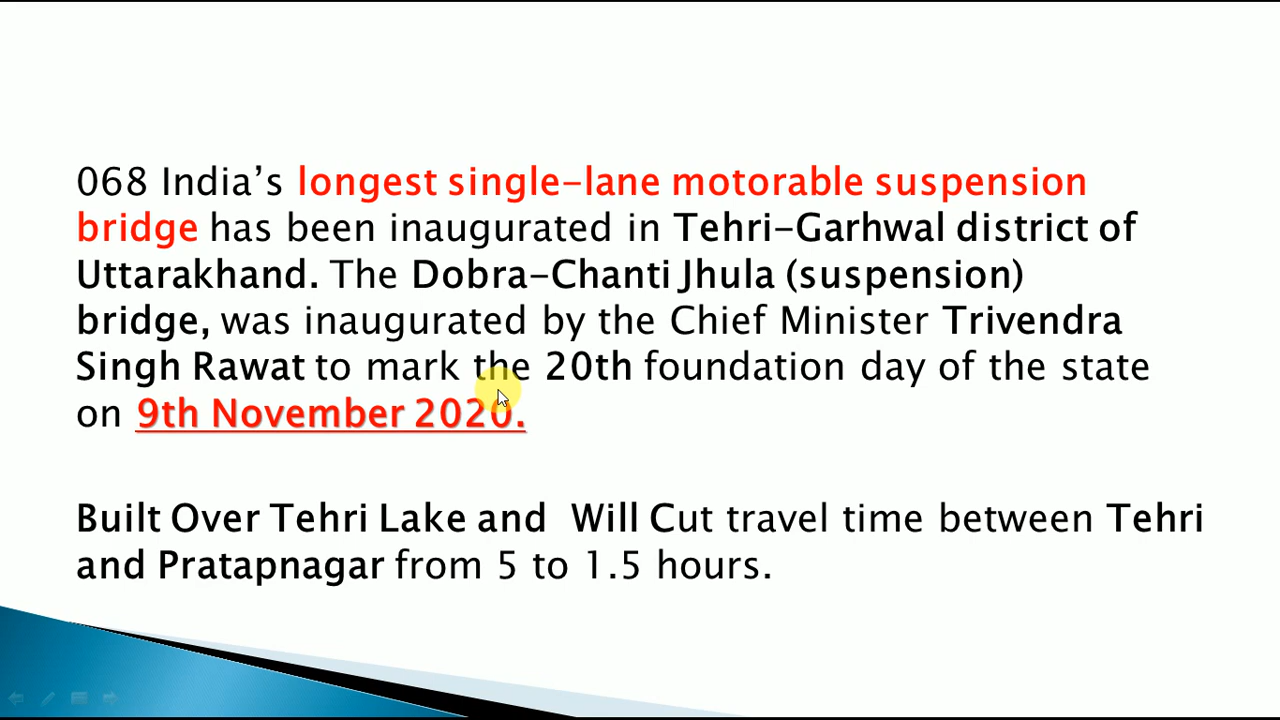 068 India’s longest single-lane motorable suspension
bridge has been inaugurated in Tehri-Garhwal district of
Uttarakhand. The Dobra-Chanti Jhula (suspension)
bridge, was inaugurated by the Chief Minister Trivendra
Singh Rawat to mark the 20th foundation day of the state
on 9th November 2020.
Built Over Tehri Lake and  Will Cut travel time between Tehri
and Pratapnagar from 5 to 1.5 hours.